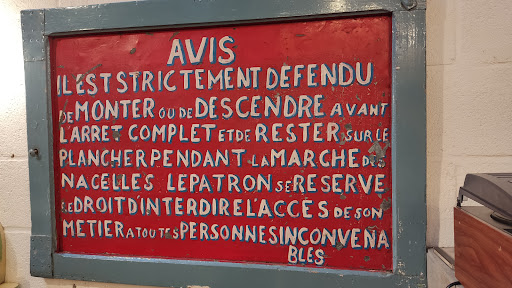 AVIS
IL EST STRICTEMENT DEFENDU
DE MONTER OU DE DESCENDRE AVANT
L'ARRET COMPLET ET DE RESTER SUR LE
PLANCHER PENDANT LA MARCHE DES
NACELLES LE PATRON SE RESERVE
LE DROIT D'INTERDIRE L'ACCES DE SON
METIER A TOUTES PERSONNES INCONVENA
BLES